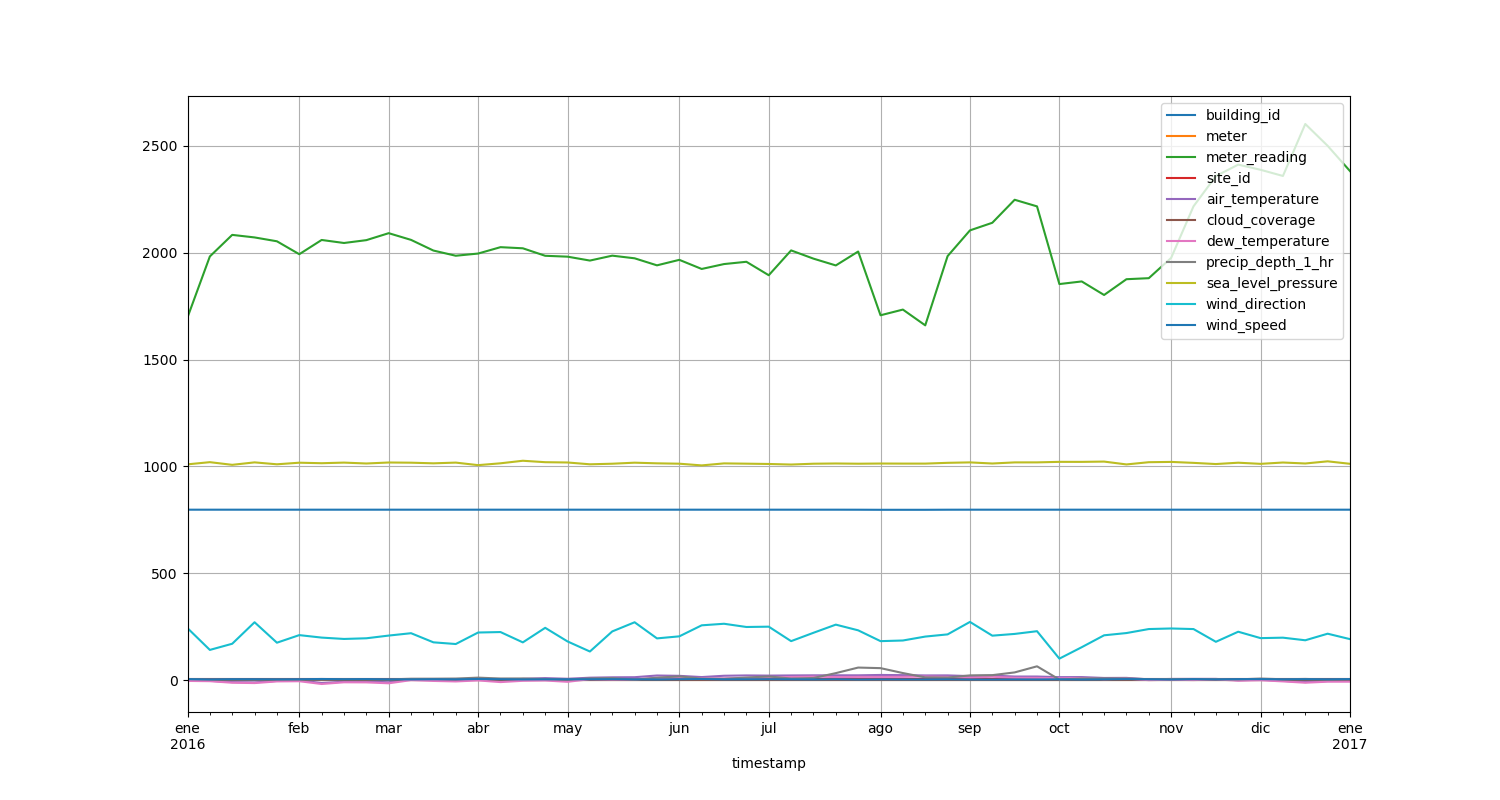 building_id
meter
meter_reading
site_id
air_temperature
cloud_coverage
dew_temperature
precip_depth_1_hr
sea_level_pressure
wind_direction
wind_speed
2500
2000
1500
1000
500
0
ene feb mar abr may jun jul ago sep oct nov dic ene
2016 2017
timestamp